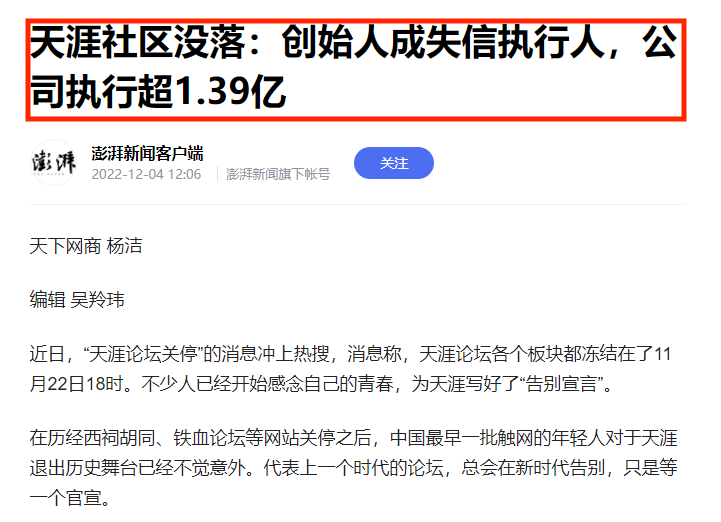 天涯社区没落：创始人成失信执行人，公
司执行超1.39亿
澎湃
澎湃新闻客户端
2022-12-04 12:06
澎湃新闻旗下帐号
关注
天下网商 杨洁
编辑 吴羚玮
近日，“天涯论坛关停”的消息冲上热搜，消息称，天涯论坛各个板块都冻结在了11
月22日18时。不少人已经开始感念自己的青春，为天涯写好了“告别宣言”。
在历经西祠胡同、铁血论坛等网站关停之后，中国最早一批触网的年轻人对于天涯
退出历史舞台已经不觉意外。代表上一个时代的论坛，总会在新时代告别，只是等
一个官宣。